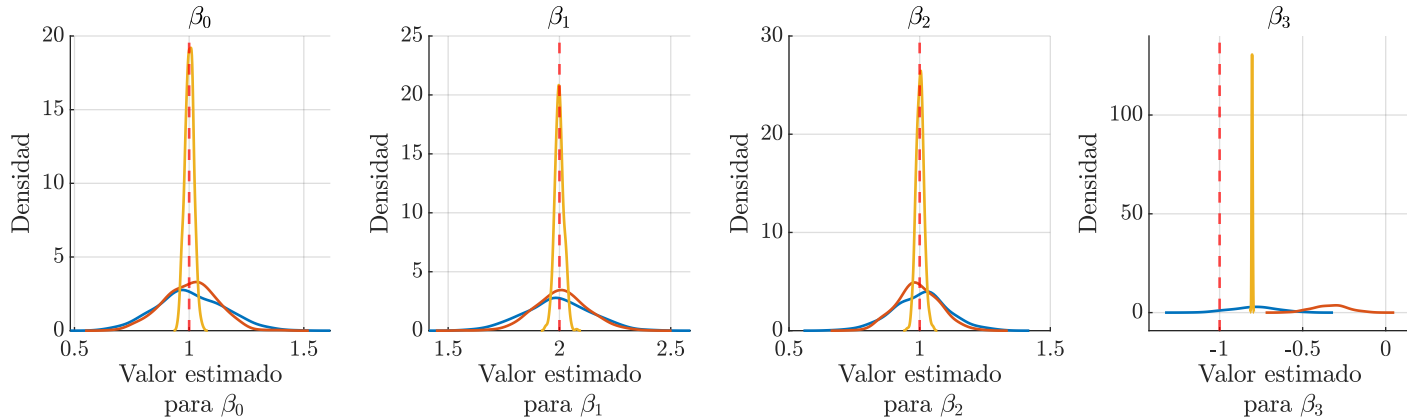 β₀
20
15
10
5
0
0.5
1
1.5
Densidad
Valor estimado
para β₀
β₁
25
20
15
10
5
0
1.5
2
2.5
Densidad
Valor estimado
para β₁
β₂
30
20
10
0
0.5
1
1.5
Densidad
Valor estimado
para β₂
β₃
100
50
0
-1
-0.5
0
Densidad
Valor estimado
para β₃